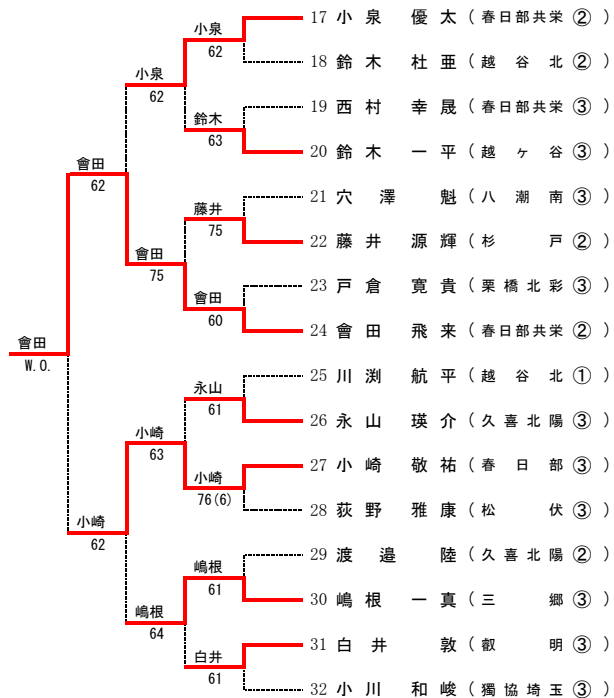 17 小泉 優太 (春日部共栄 ②)
小泉
62
18 鈴木 杜亜 (越谷北 ②)
小泉
62
19 西村 幸晟 (春日部共栄 ③)
鈴木
63
20 鈴木 一平 (越ヶ谷 ③)
會田
62
21 穴澤 魁 (八潮南 ③)
藤井
75
22 藤井 源輝 (杉戸 ②)
會田
75
23 戸倉 寛貴 (栗橋北彩 ③)
會田
60
24 會田 飛来 (春日部共栄 ②)
會田
W.O.
25 川渕 航平 (越谷北 ①)
永山
61
26 永山 瑛介 (久喜北陽 ③)
小崎
63
27 小崎 敬祐 (春日部 ③)
小崎
76(6)
28 荻野 雅康 (松伏 ③)
小崎
62
29 渡邉 陸 (久喜北陽 ②)
嶋根
61
30 嶋根 一真 (三郷 ③)
嶋根
64
31 白井 敦 (叡明 ③)
白井
61
32 小川 和峻 (獨協埼玉 ③)